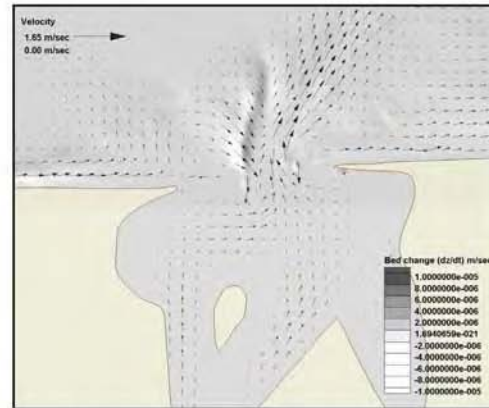 Velocity
1.65 m/sec
0.00 m/sec
Bed change (dz/dt) m/sec
1.0000000e-005
8.0000000e-006
6.0000000e-006
4.0000000e-006
2.0000000e-006
1.6940659e-021
-2.0000000e-006
-4.0000000e-006
-6.0000000e-006
-8.0000000e-006
-1.0000000e-005